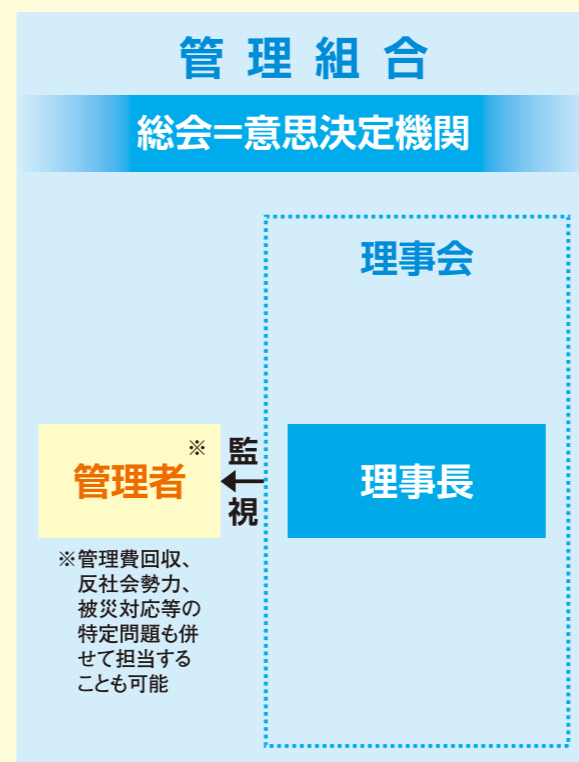 管理組合
総会＝意思決定機関
理事会
管理者※
監視
理事長
※管理費回収、
反社会勢力、
被災対応等の
特定問題も併
せて担当する
ことも可能